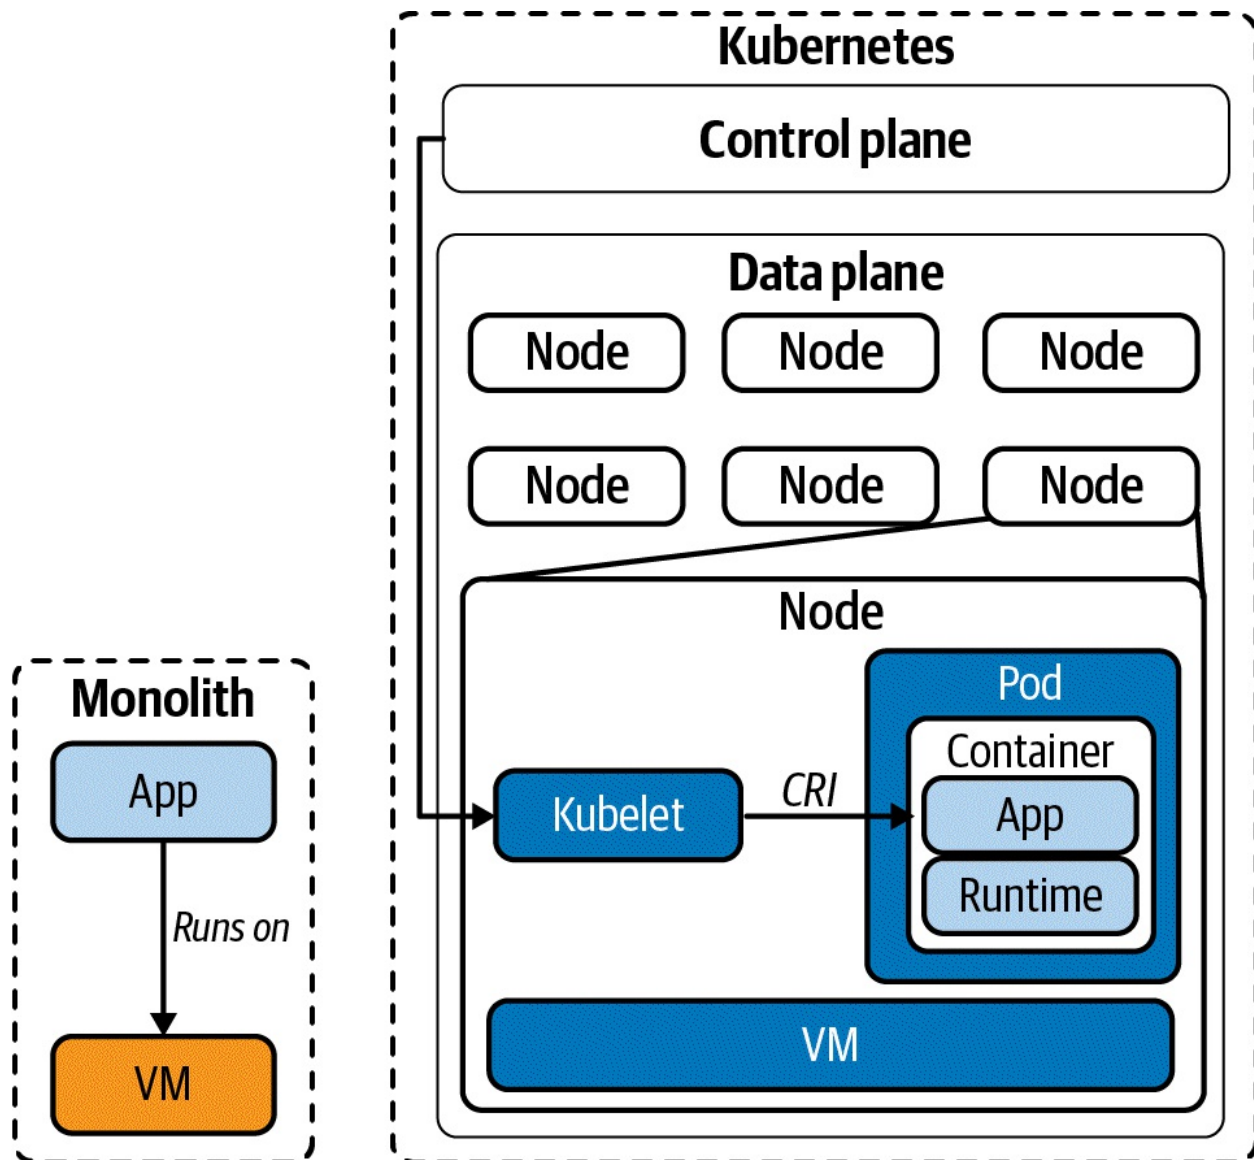 Kubernetes
Control plane
Data plane
Node
Node
Node
Node
Node
Node
Node
Pod
Container
App
Runtime
Kubelet
CRI
VM
Monolith
App
Runs on
VM